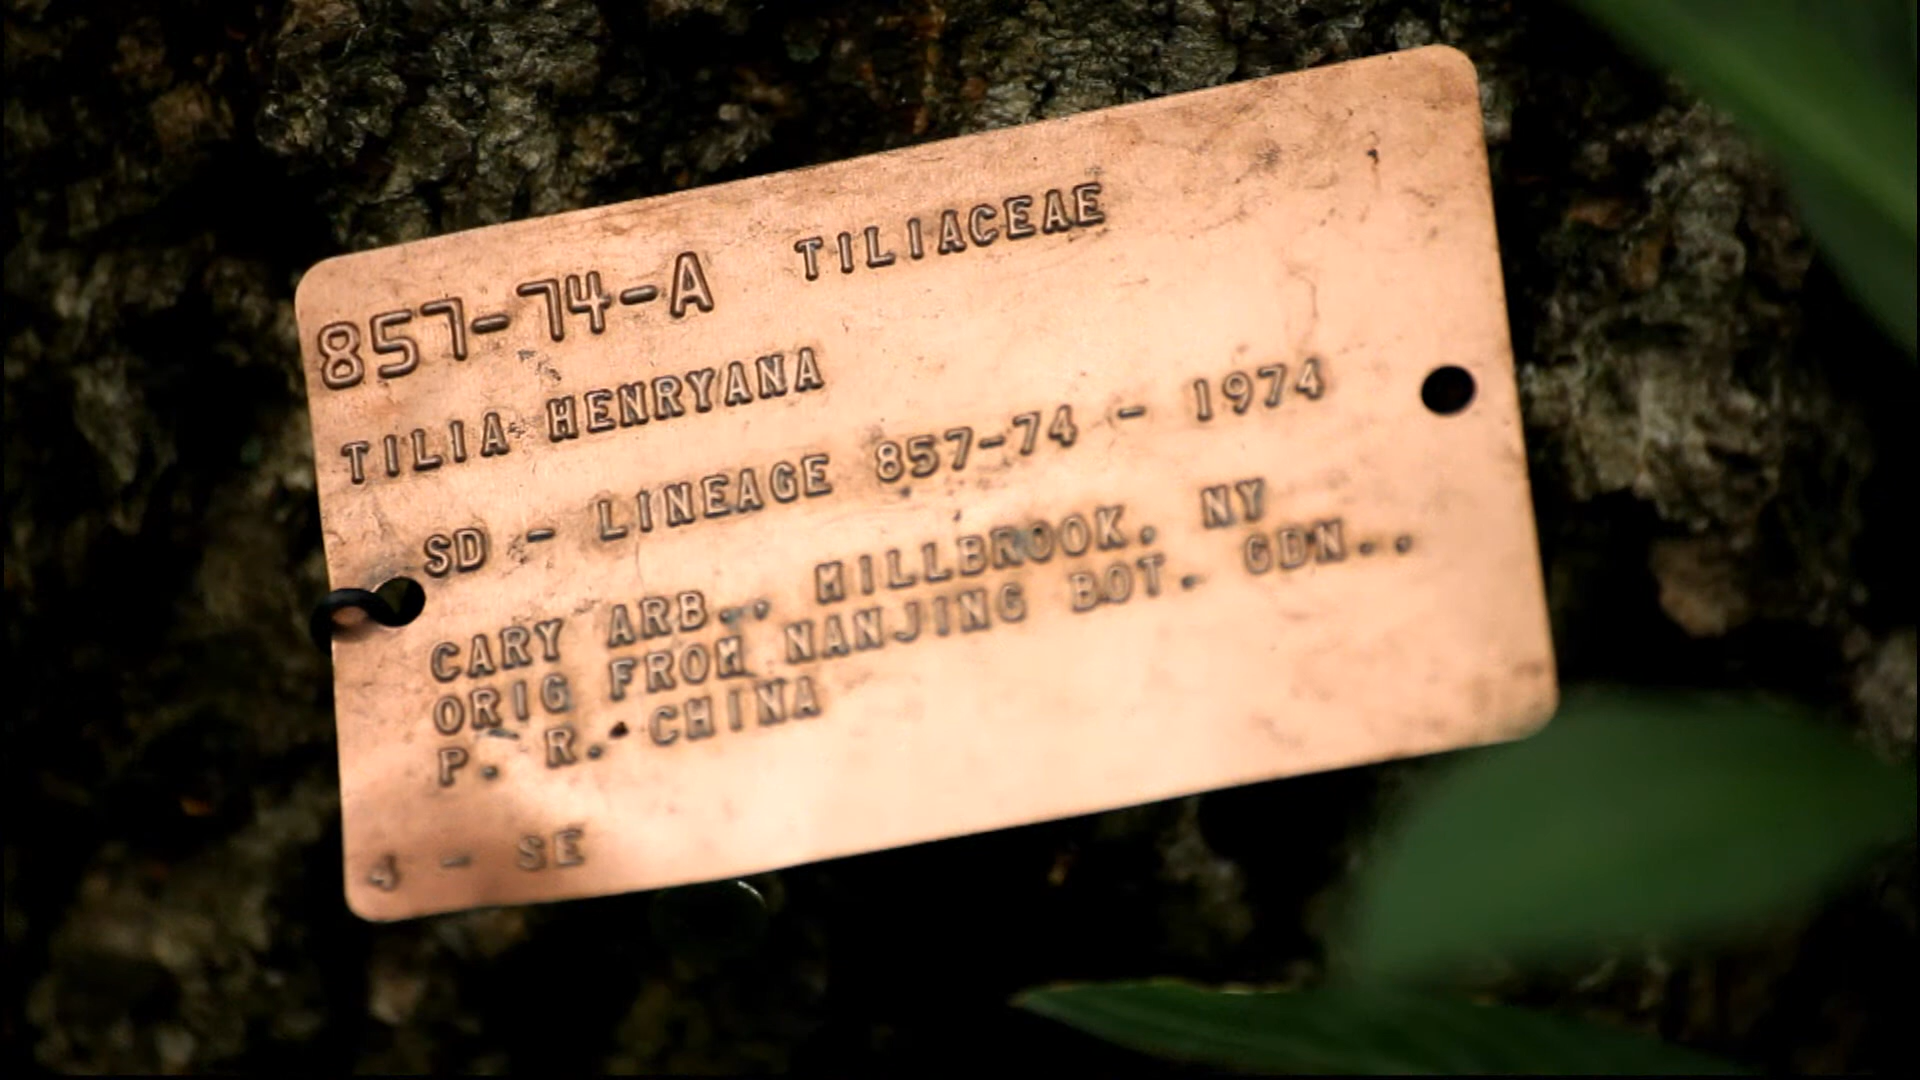 857-74-A TILIACEAE
TILIA HENRYANA
SD - LINEAGE 857-74 - 1974
CARY ARB., MILLBROOK, NY
ORIG FROM NANJING BOT. GDN.,
P. R. CHINA
4 - SE